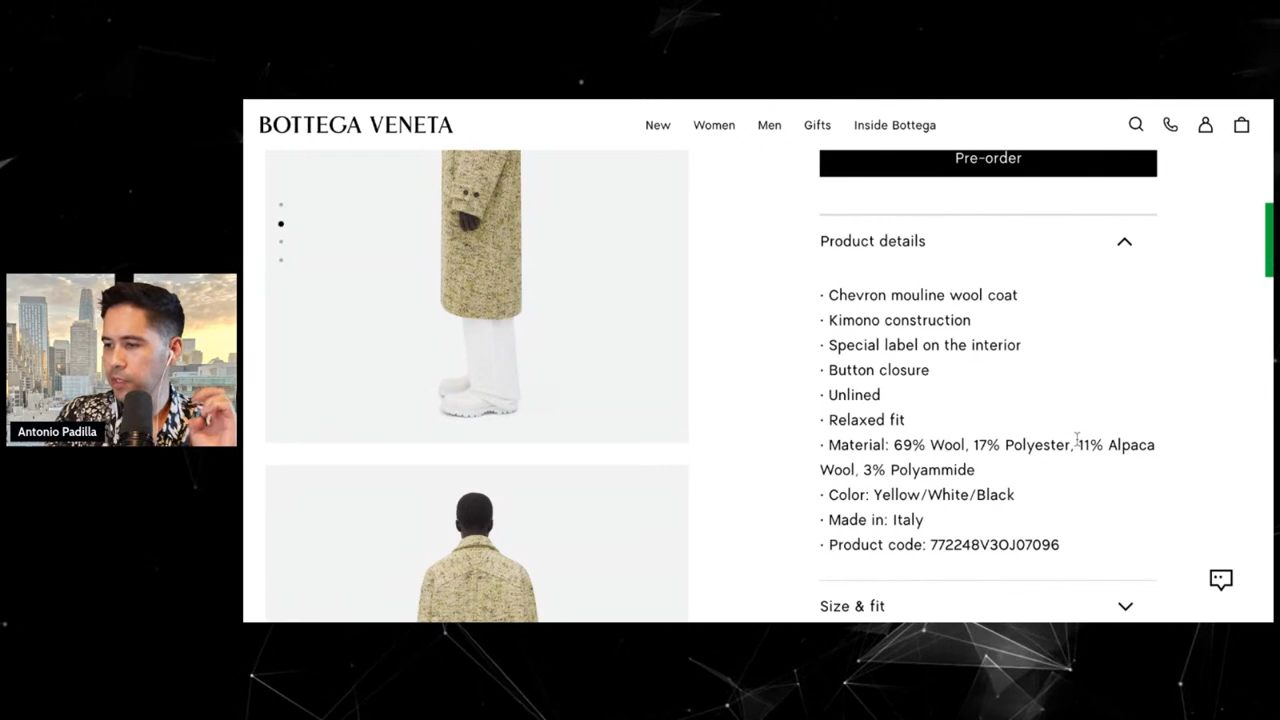 BOTTEGA VENETA
New
Women
Men
Gifts
Inside Bottega
Pre-order
Product details
· Chevron mouline wool coat
· Kimono construction
· Special label on the interior
· Button closure
· Unlined
· Relaxed fit
· Material: 69% Wool, 17% Polyester, 11% Alpaca
Wool, 3% Polyammide
· Color: Yellow/White/Black
· Made in: Italy
· Product code: 772248V3OJ07096
Size & fit
Antonio Padilla